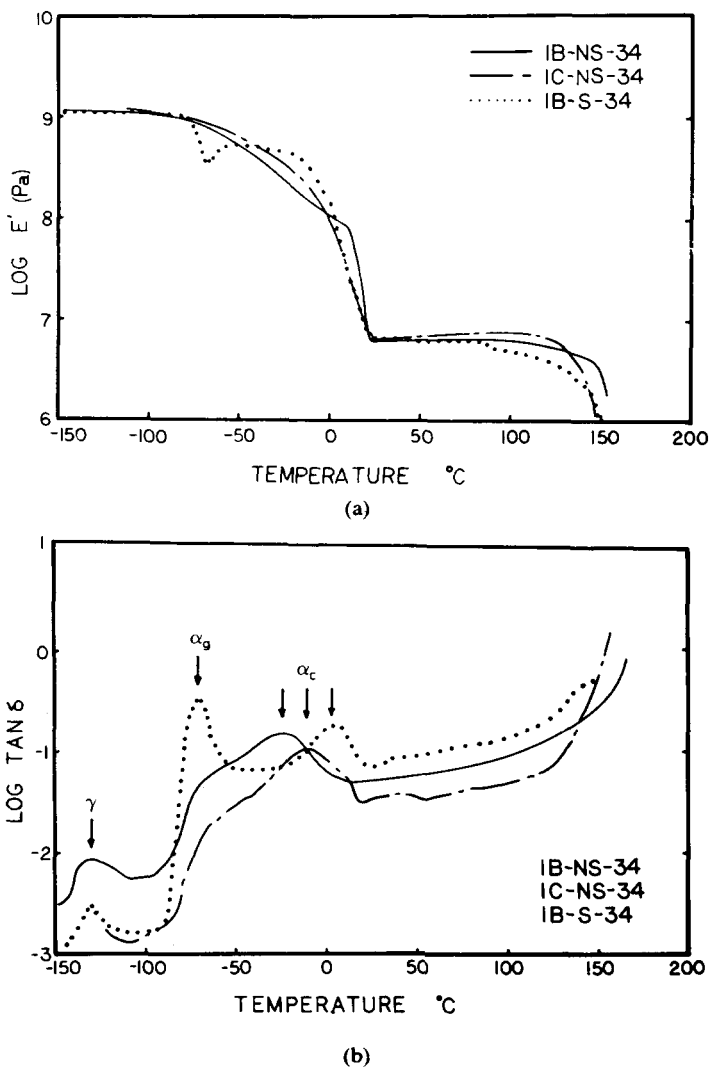 10
9
8
7
6
LOG E' (Pa)
IB-NS-34
IC-NS-34
IB-S-34
-150 -100 -50 0 50 100 150 200
TEMPERATURE °C
(a)
1
0
-1
-2
-3
LOG TAN δ
γ
αg
αc
IB-NS-34
IC-NS-34
IB-S-34
-150 -100 -50 0 50 100 150 200
TEMPERATURE °C
(b)